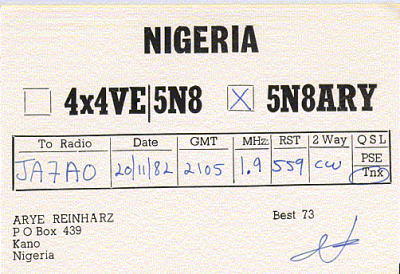 NIGERIA
4x4VE|5N8 5N8ARY
To Radio Date GMT MHz. RST 2 Way QSL
JA7AO 20/11/82 2105 1.9 559 CW PSE
Tnx
ARYE REINHARZ Best 73
P O Box 439
Kano
Nigeria